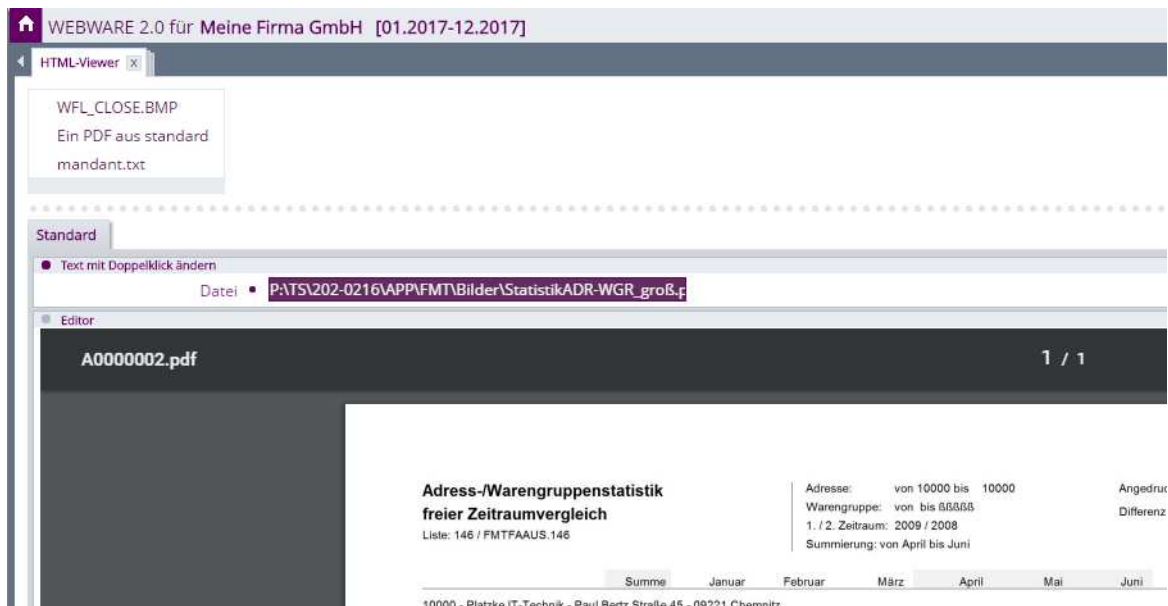 WEBWARE 2.0 für Meine Firma GmbH [01.2017-12.2017]
HTML-Viewer x
WFL_CLOSE.BMP
Ein PDF aus standard
mandant.txt
Standard
Text mit Doppelklick ändern
Datei P:\TS\202-0216\APP\FMT\Bilder\StatistikADR-WGR_groß.p
Editor
A0000002.pdf 1 / 1
Adress-/Warengruppenstatistik
freier Zeitraumvergleich
Liste: 146 / FMTFAAUS.146
Adresse: von 10000 bis 10000
Warengruppe: von bis ßßßßß
1. / 2. Zeitraum: 2009 / 2008
Summierung: von April bis Juni
Angedruc
Differenz
Summe Januar Februar März April Mai Juni
10000 - Platzke IT-Technik - Paul Bertz Straße 45 - 09221 Chemnitz